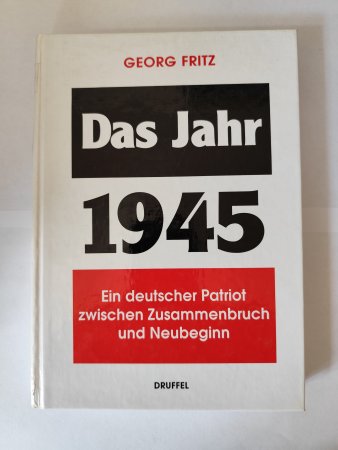 GEORG FRITZ
Das Jahr
1945
Ein deutscher Patriot
zwischen Zusammenbruch
und Neubeginn
DRUFFEL